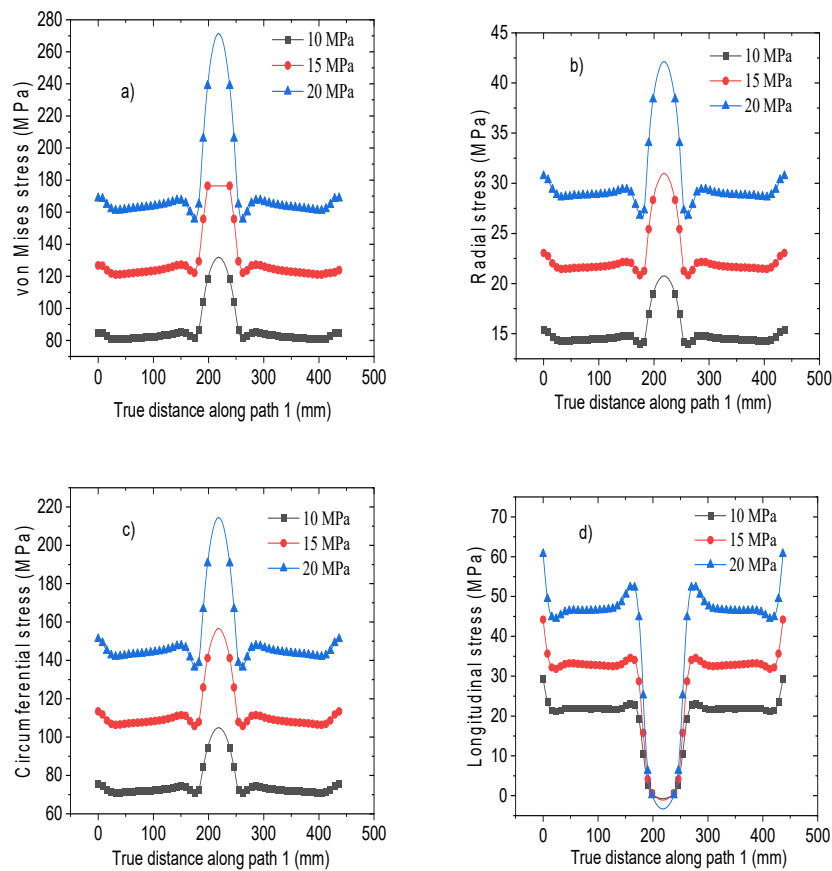 von Mises stress (MPa)
280
260
240
220
200
180
160
140
120
100
80
a)
10 MPa
15 MPa
20 MPa
0 100 200 300 400 500
True distance along path 1 (mm)
Radial stress (MPa)
45
40
35
30
25
20
15
b)
10 MPa
15 MPa
20 MPa
0 100 200 300 400 500
True distance along path 1 (mm)
Circumferential stress (MPa)
220
200
180
160
140
120
100
80
60
c)
10 MPa
15 MPa
20 MPa
0 100 200 300 400 500
True distance along path 1 (mm)
Longitudinal stress (MPa)
70
60
50
40
30
20
10
0
d)
10 MPa
15 MPa
20 MPa
0 100 200 300 400 500
True distance along path 1 (mm)